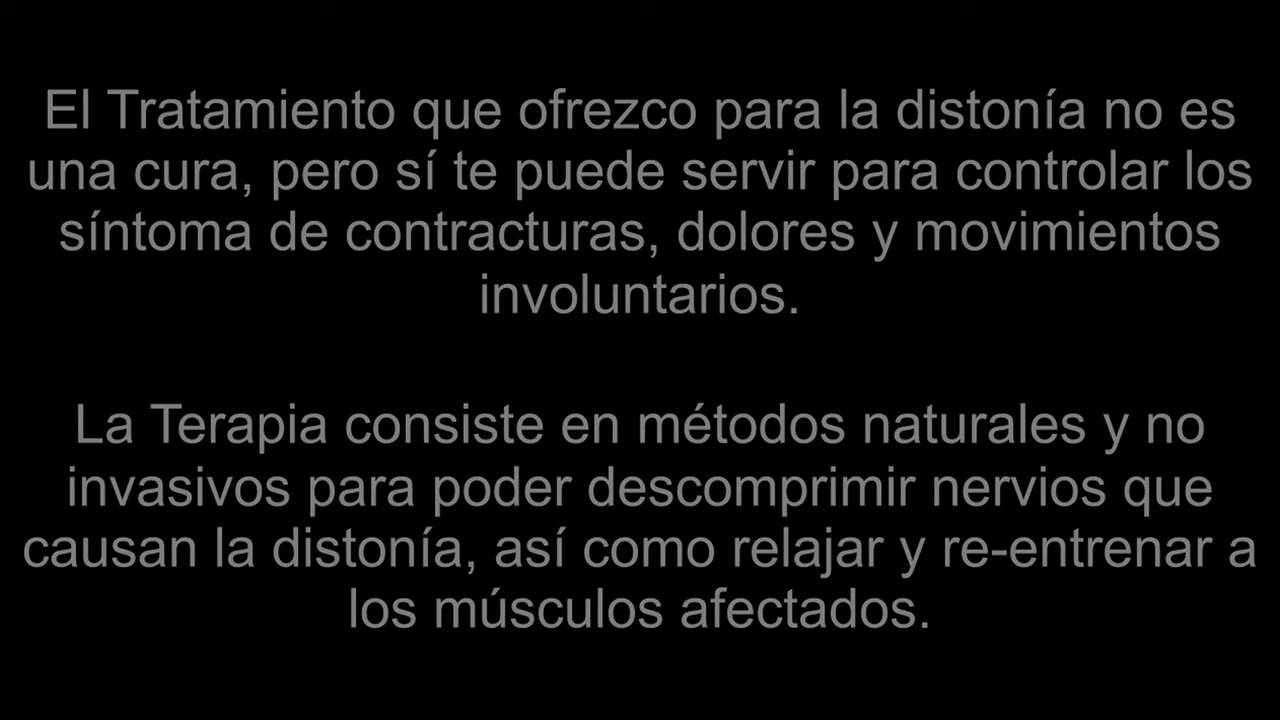 El Tratamiento que ofrezco para la distonía no es
una cura, pero sí te puede servir para controlar los
síntoma de contracturas, dolores y movimientos
involuntarios.
La Terapia consiste en métodos naturales y no
invasivos para poder descomprimir nervios que
causan la distonía, así como relajar y re-entrenar a
los músculos afectados.